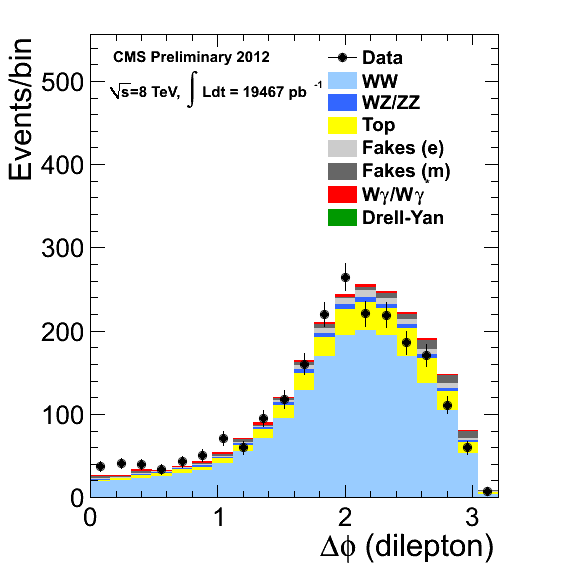 CMS Preliminary 2012
√s=8 TeV, ∫ Ldt = 19467 pb⁻¹
Data
WW
WZ/ZZ
Top
Fakes (e)
Fakes (m)
Wγ/Wγ*
Drell-Yan
Events/bin
500
400
300
200
100
0
0 1 2 3
Δϕ (dilepton)